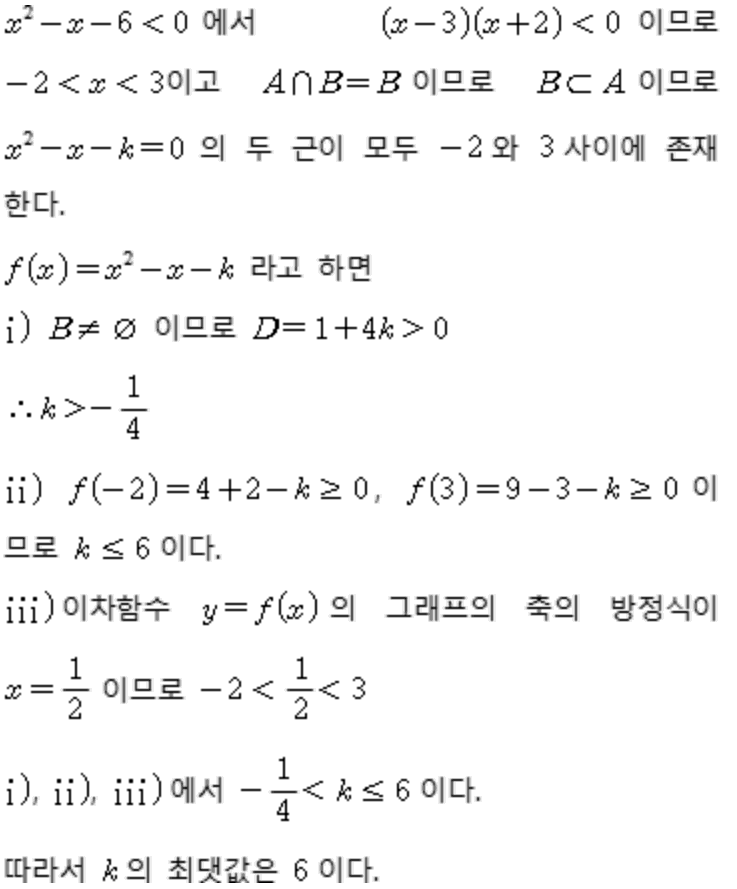 x²−x−6<0 에서 (x−3)(x+2)<0 이므로
−2<x<3이고 A∩B=B 이므로 B⊂A 이므로
x²−x−k=0 의 두 근이 모두 −2와 3사이에 존재
한다.
f(x)=x²−x−k 라고 하면
i) B≠∅ 이므로 D=1+4k>0
∴k>−1/4
ii) f(−2)=4+2−k≥0, f(3)=9−3−k≥0 이
므로 k≤6이다.
iii)이차함수 y=f(x)의 그래프의 축의 방정식이
x=1/2 이므로 −2<1/2<3
i), ii), iii)에서 −1/4<k≤6이다.
따라서 k의 최댓값은 6이다.